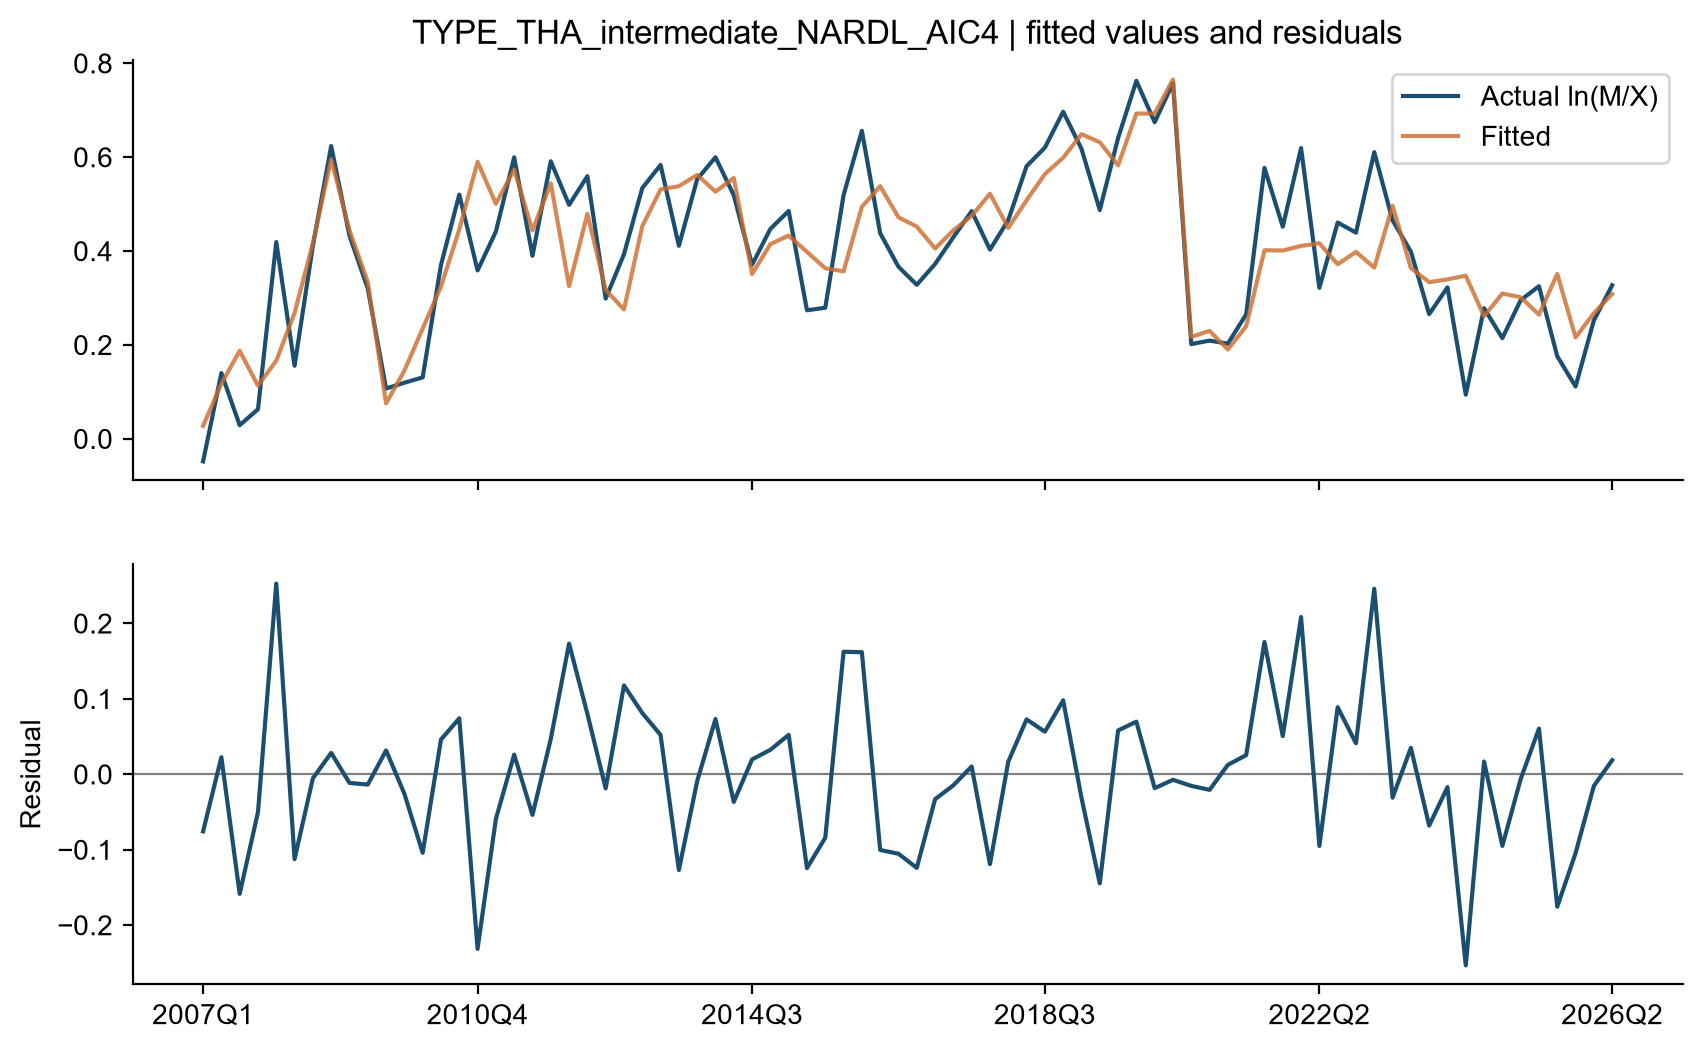 TYPE_THA_intermediate_NARDL_AIC4 | fitted values and residuals
0.8
0.6
0.4
0.2
0.0
Actual ln(M/X)
Fitted
Residual
0.2
0.1
0.0
−0.1
−0.2
2007Q1
2010Q4
2014Q3
2018Q3
2022Q2
2026Q2